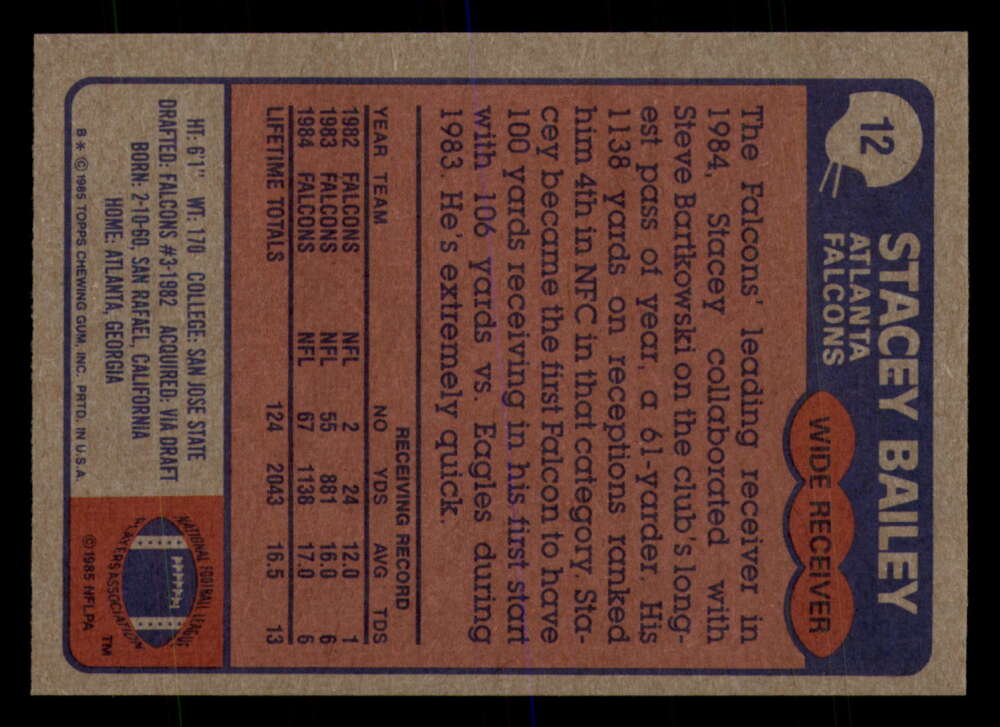 12
STACEY BAILEY
ATLANTA
FALCONS
WIDE RECEIVER
The Falcons' leading receiver in
1984, Stacey collaborated with
Steve Bartkowski on the club's long-
est pass of year, a 61-yarder. His
1138 yards on receptions ranked
him 4th in NFC in that category. Sta-
cey became the first Falcon to have
100 yards receiving in his first start
with 106 yards vs. Eagles during
1983. He's extremely quick.
RECEIVING RECORD
YEAR TEAM NO YDS AVG TDS
1982 FALCONS NFL 2 24 12.0 1
1983 FALCONS NFL 55 881 16.0 6
1984 FALCONS NFL 67 1138 17.0 6
LIFETIME TOTALS 124 2043 16.5 13
HT: 6'1" WT: 170 COLLEGE: SAN JOSE STATE
DRAFTED: FALCONS #3-1982 ACQUIRED: VIA DRAFT
BORN: 2-10-60, SAN RAFAEL, CALIFORNIA
HOME: ATLANTA, GEORGIA
B * © 1985 TOPPS CHEWING GUM, INC. PRTD. IN U.S.A.
NATIONAL FOOTBALL LEAGUE
PLAYERS ASSOCIATION
TM
© 1985 NFLPA